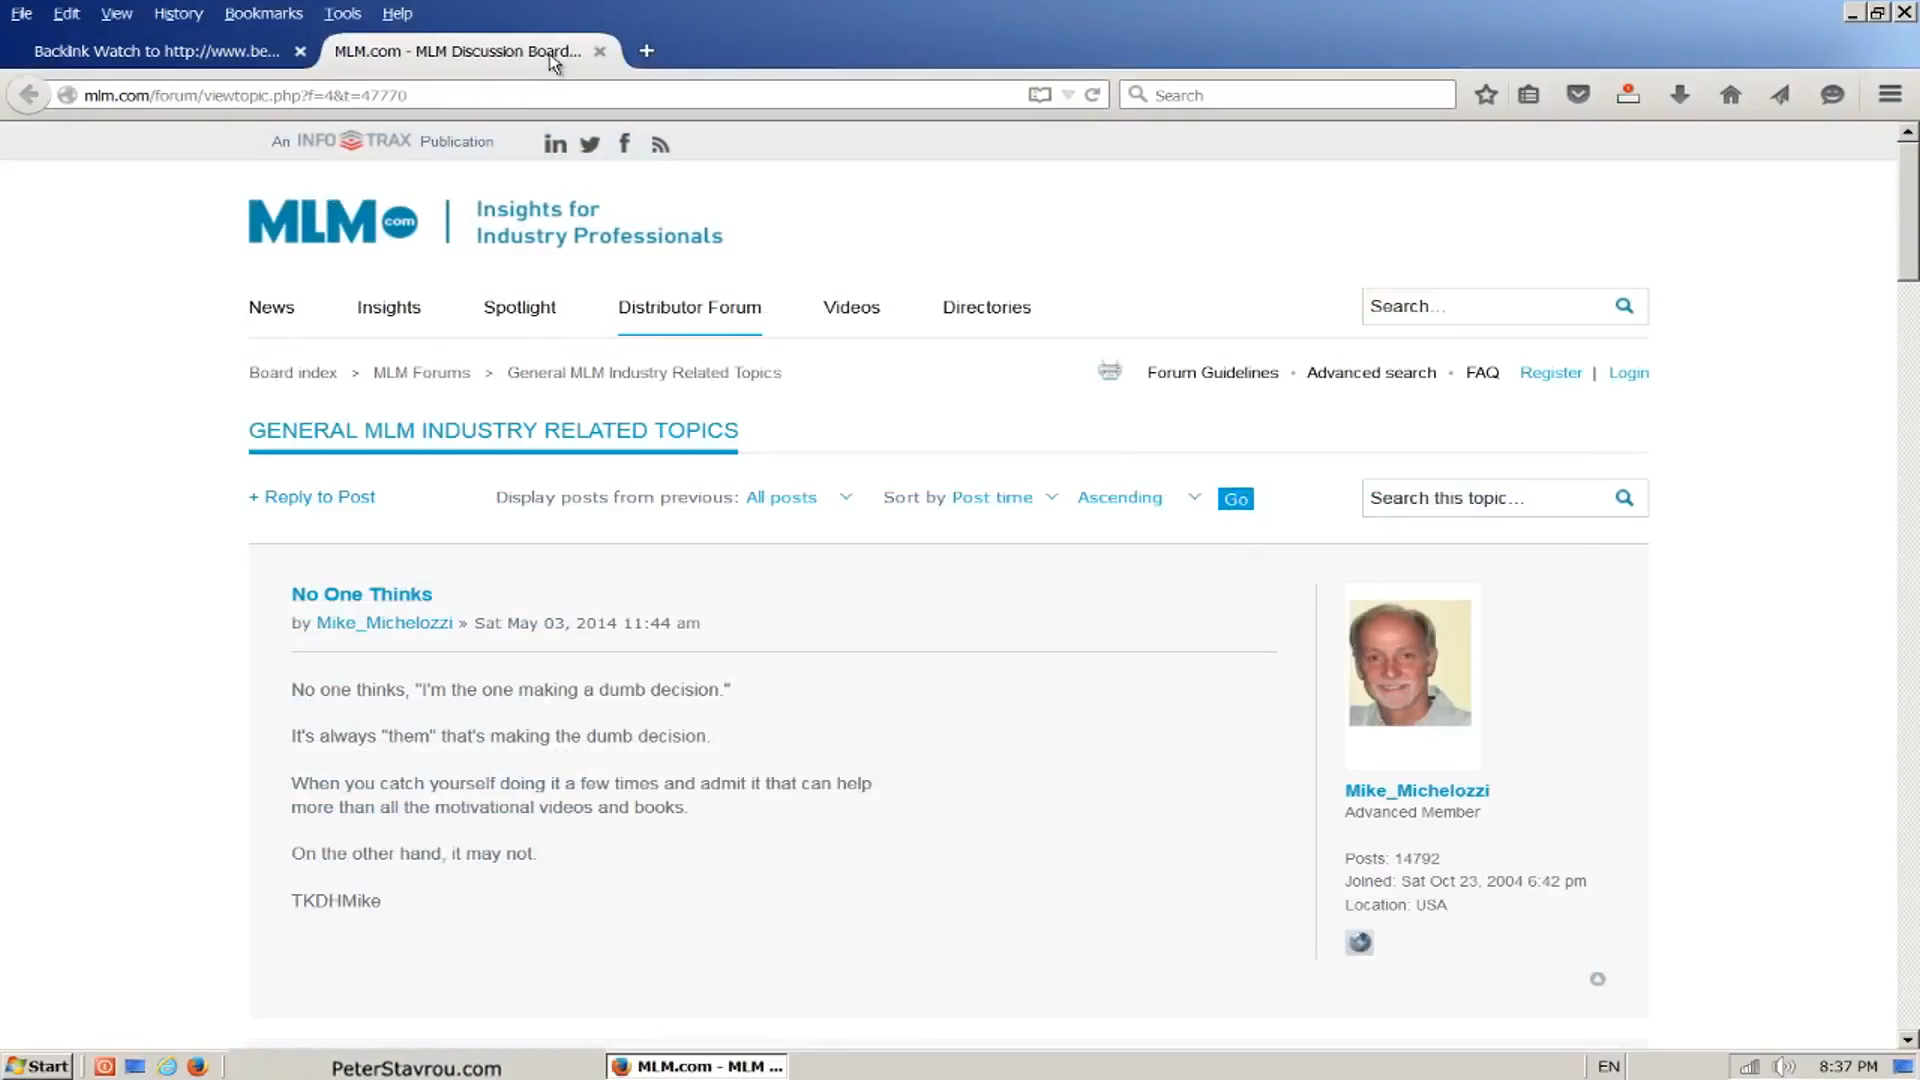 File Edit View History Bookmarks Tools Help
Backlink Watch to http://www.be...
MLM.com - MLM Discussion Board...
mlm.com/forum/viewtopic.php?f=4&t=47770
Search
An INFOTRAX Publication
MLM com
Insights for
Industry Professionals
News Insights Spotlight Distributor Forum Videos Directories
Search...
Board index > MLM Forums > General MLM Industry Related Topics
Forum Guidelines • Advanced search • FAQ Register | Login
GENERAL MLM INDUSTRY RELATED TOPICS
+ Reply to Post
Display posts from previous: All posts Sort by Post time Ascending Go
Search this topic...
No One Thinks
by Mike_Michelozzi » Sat May 03, 2014 11:44 am
No one thinks, "I'm the one making a dumb decision."
It's always "them" that's making the dumb decision.
When you catch yourself doing it a few times and admit it that can help
more than all the motivational videos and books.
On the other hand, it may not.
TKDHMike
Mike_Michelozzi
Advanced Member
Posts: 14792
Joined: Sat Oct 23, 2004 6:42 pm
Location: USA
Start
PeterStavrou.com
MLM.com - MLM ...
EN
8:37 PM